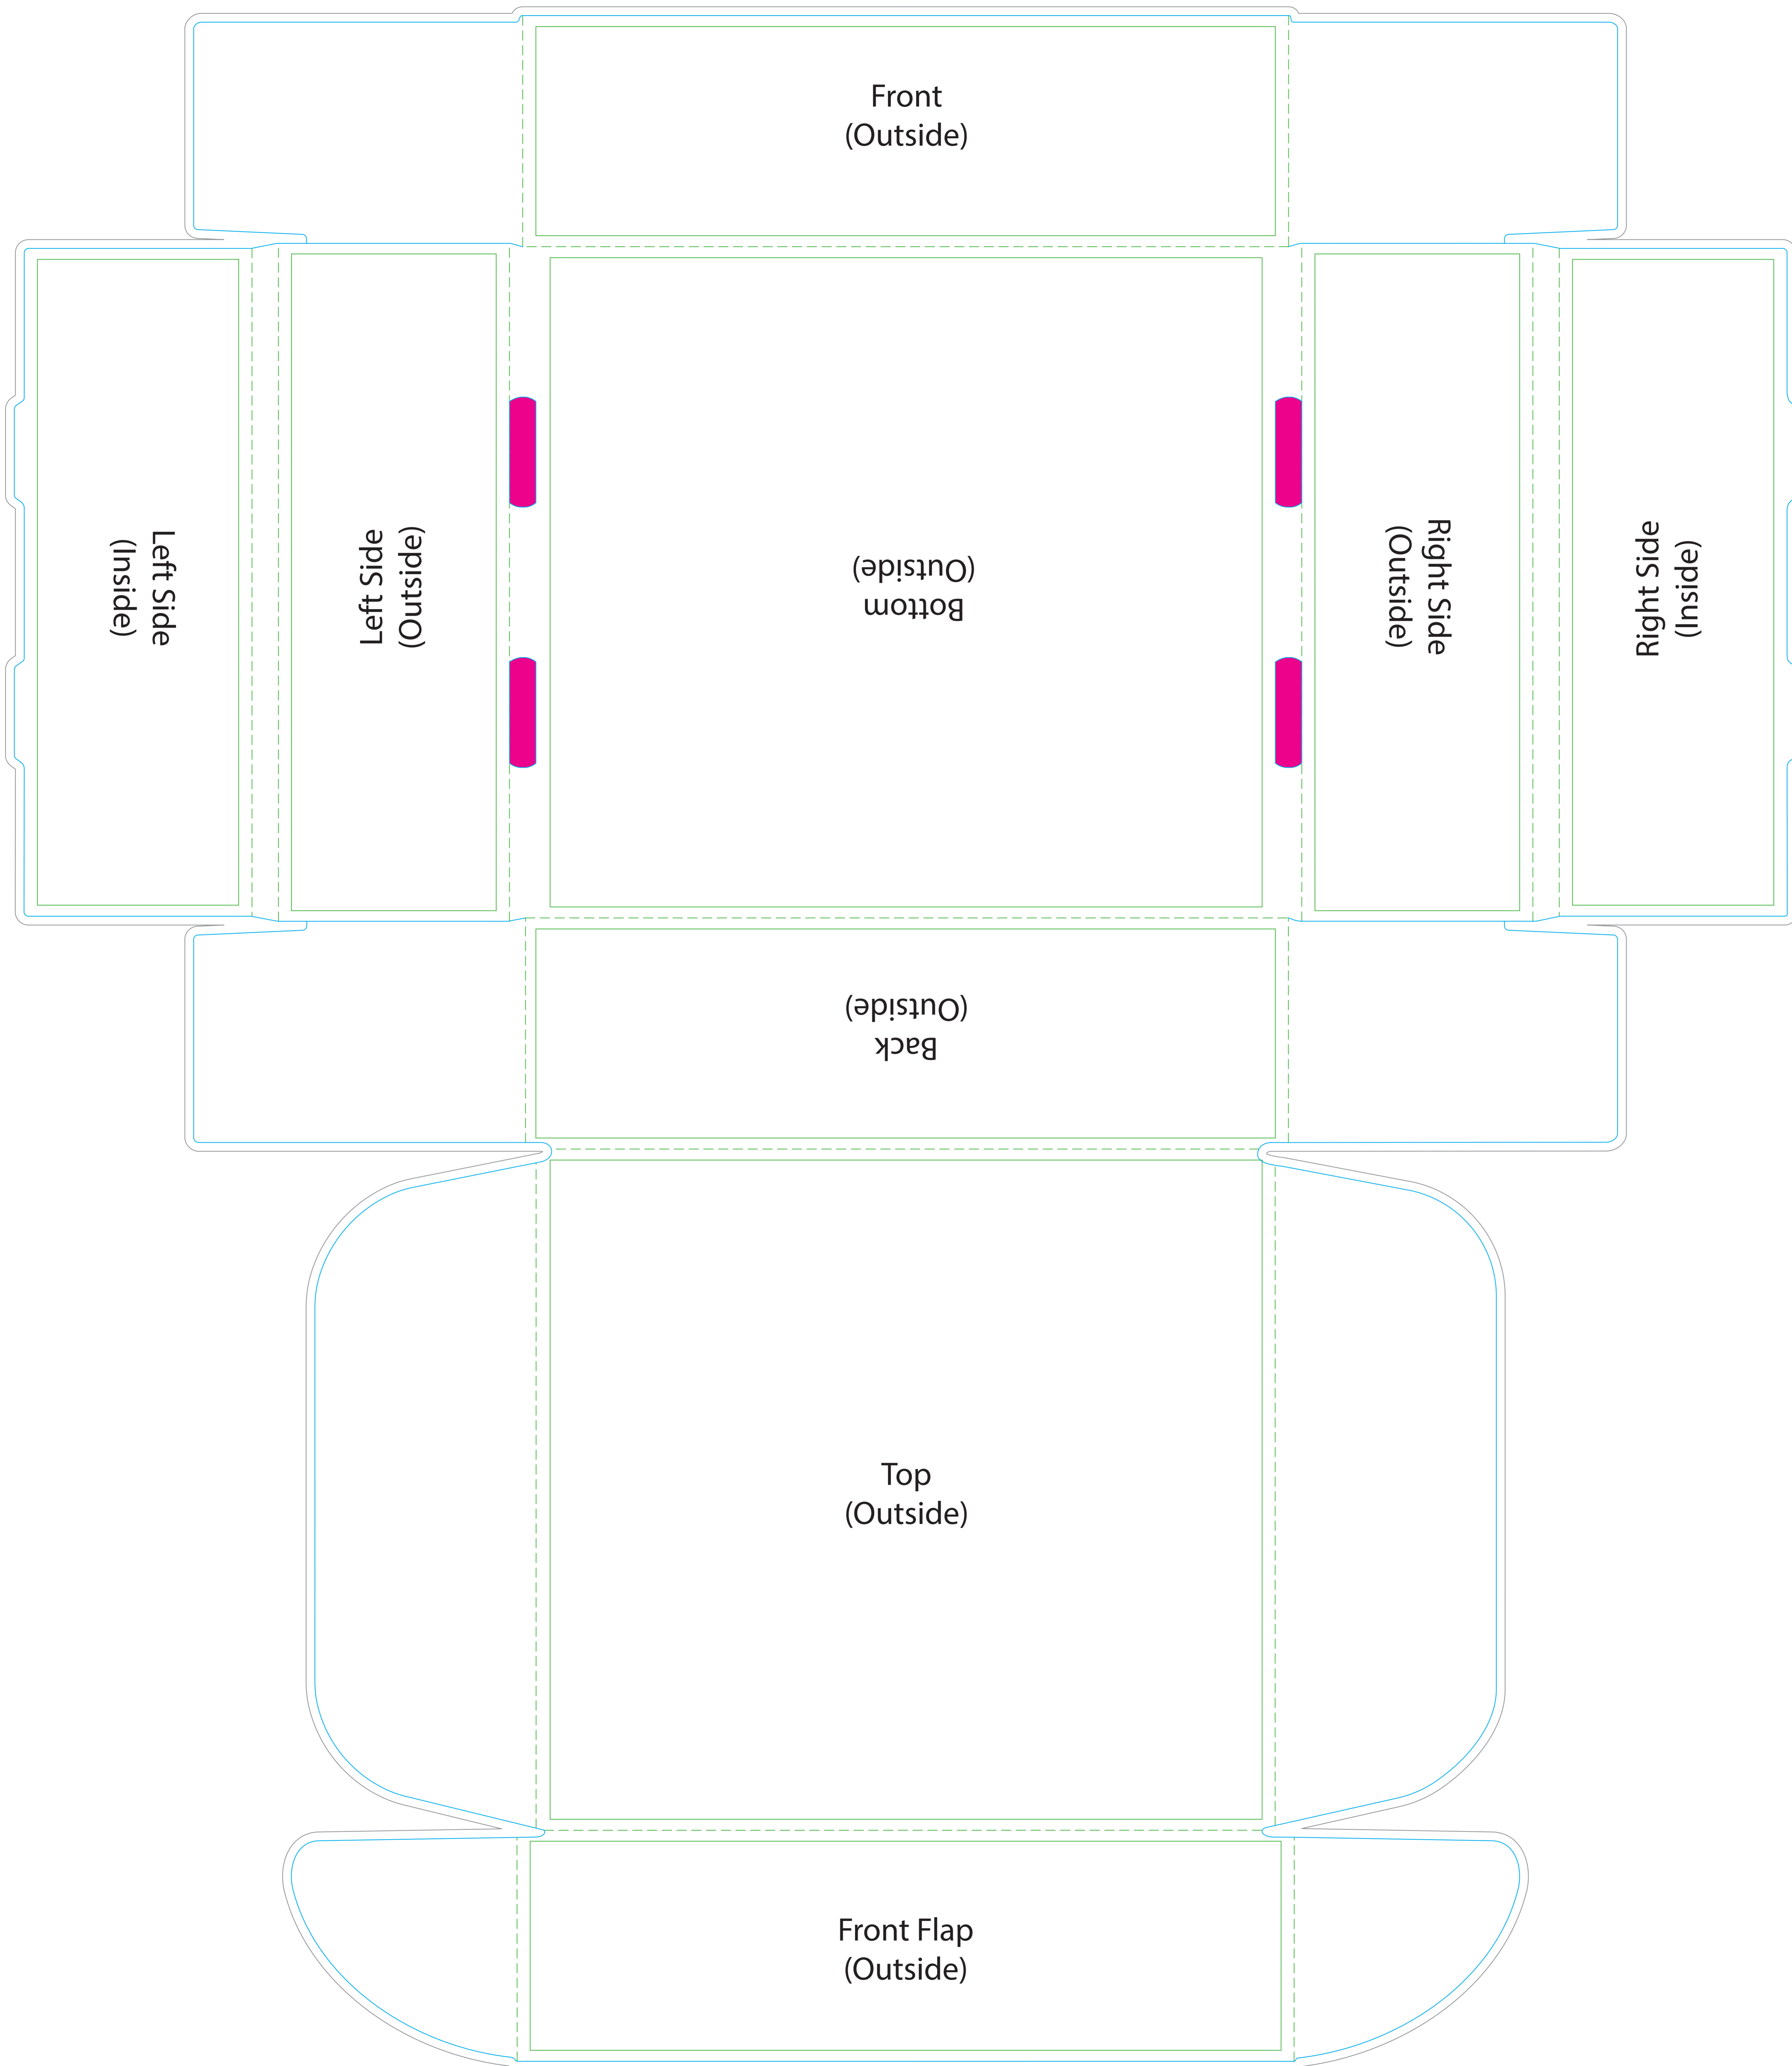 Front
(Outside)
Left Side
(Inside)
Left Side
(Outside)
Bottom
(Outside)
Right Side
(Outside)
Right Side
(Inside)
Back
(Outside)
Top
(Outside)
Front Flap
(Outside)